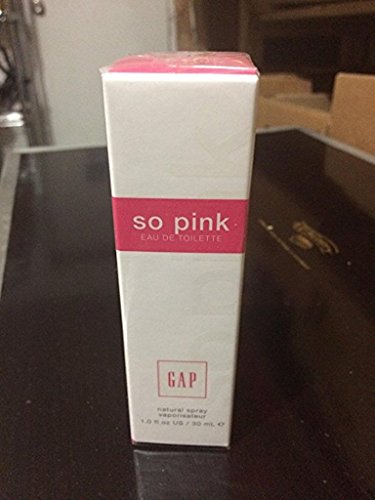 so pink
EAU DE TOILETTE
GAP
natural spray
vaporisateur
1.0 fl oz US / 30 mL ℮